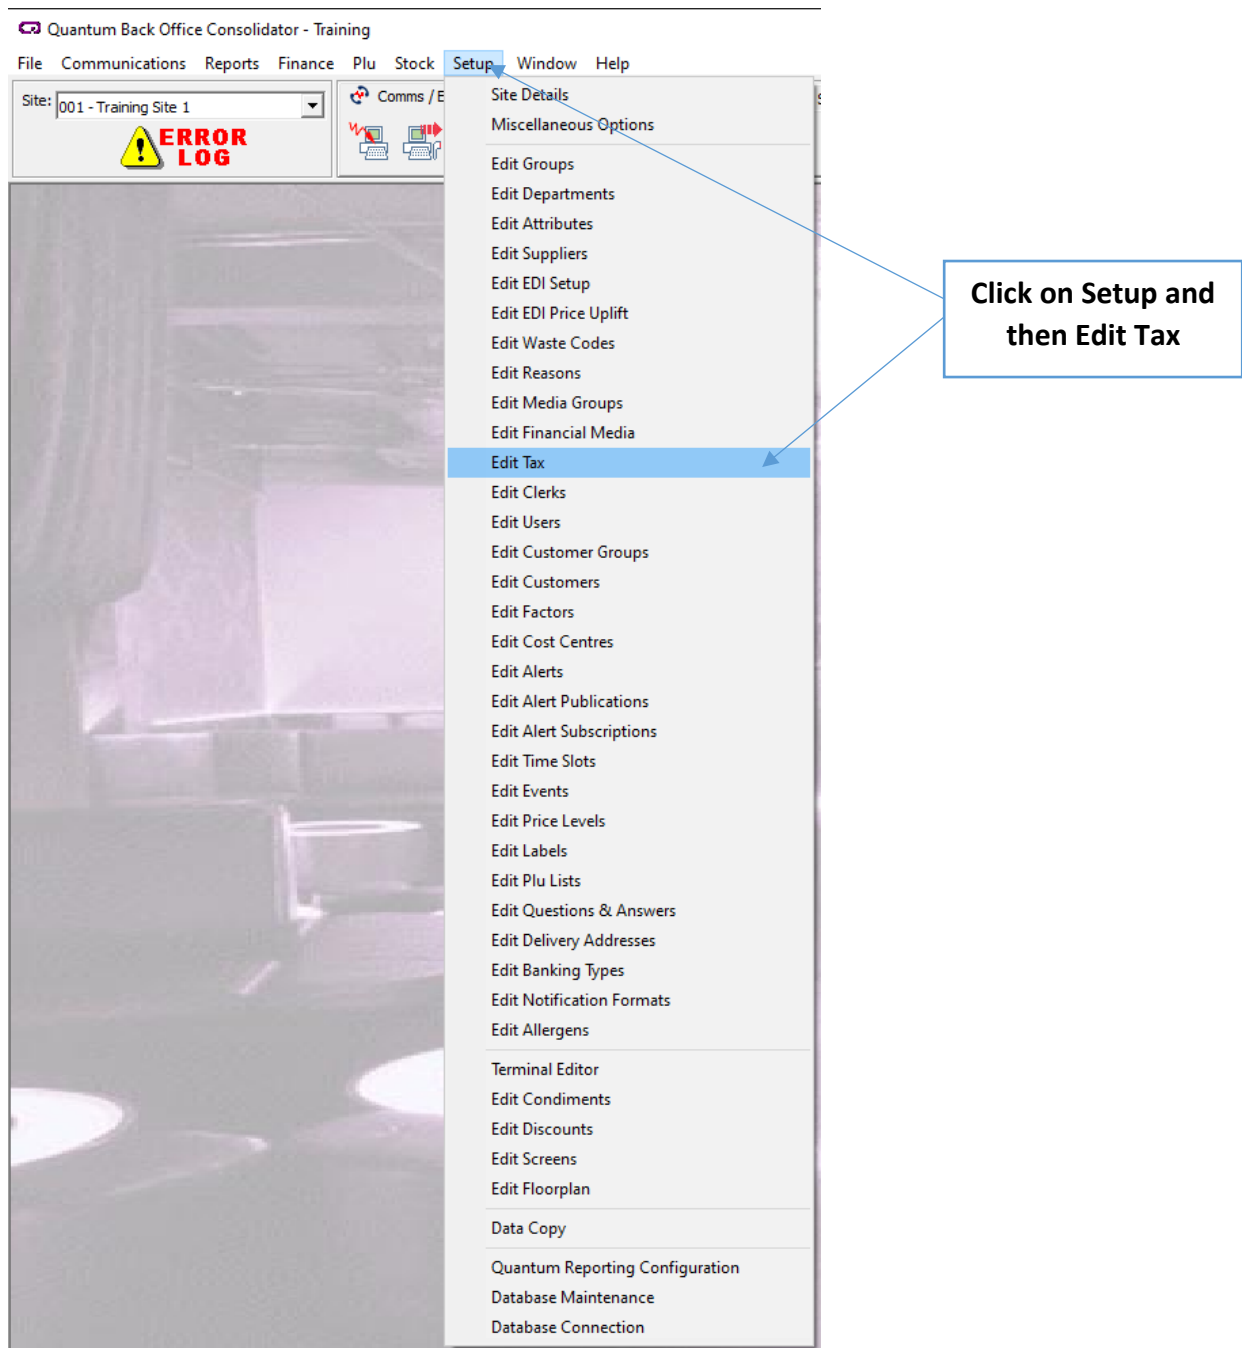 Quantum Back Office Consolidator - Training
File Communications Reports Finance Plu Stock Setup Window Help
Site: 001 - Training Site 1
Comms / E
ERROR
LOG
Site Details
Miscellaneous Options
Edit Groups
Edit Departments
Edit Attributes
Edit Suppliers
Edit EDI Setup
Edit EDI Price Uplift
Edit Waste Codes
Edit Reasons
Edit Media Groups
Edit Financial Media
Edit Tax
Edit Clerks
Edit Users
Edit Customer Groups
Edit Customers
Edit Factors
Edit Cost Centres
Edit Alerts
Edit Alert Publications
Edit Alert Subscriptions
Edit Time Slots
Edit Events
Edit Price Levels
Edit Labels
Edit Plu Lists
Edit Questions & Answers
Edit Delivery Addresses
Edit Banking Types
Edit Notification Formats
Edit Allergens
Terminal Editor
Edit Condiments
Edit Discounts
Edit Screens
Edit Floorplan
Data Copy
Quantum Reporting Configuration
Database Maintenance
Database Connection
Click on Setup and
then Edit Tax